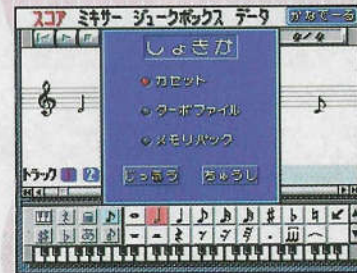 スコア ミキサー ジュークボックス データ かなでーる
4/4
しょきか
カセット
ターボファイル
メモリパック
じっこう ちゅうし
トラック 1 2
あ